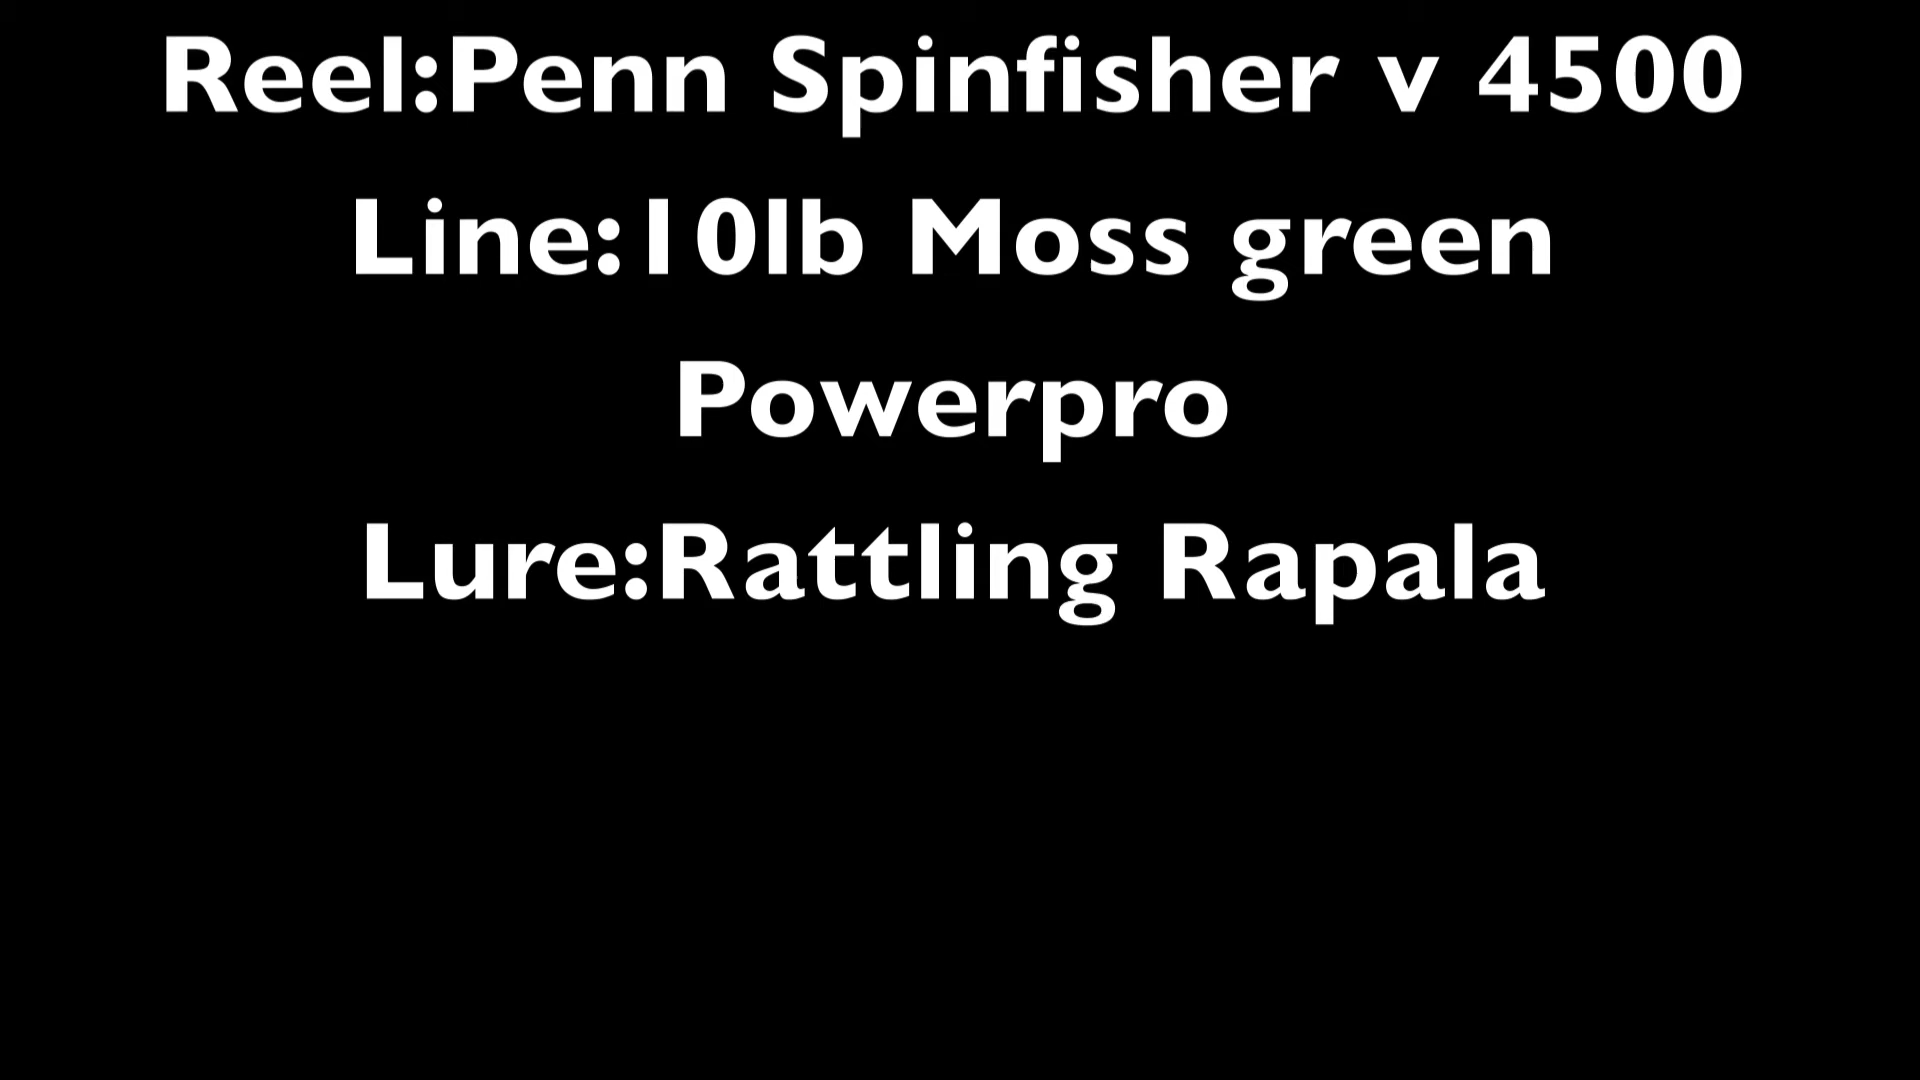 Reel:Penn Spinfisher v 4500
Line:10lb Moss green
Powerpro
Lure:Rattling Rapala